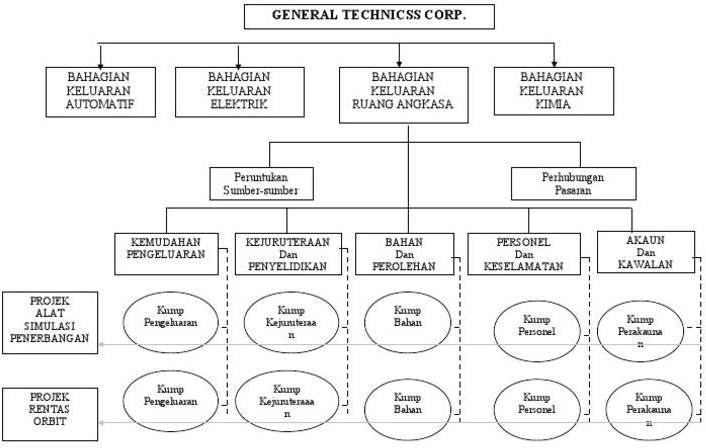 GENERAL TECHNICSS CORP.
BAHAGIAN
KELUARAN
AUTOMATIF
BAHAGIAN
KELUARAN
ELEKTRIK
BAHAGIAN
KELUARAN
RUANG ANGKASA
BAHAGIAN
KELUARAN
KIMIA
Peruntukan
Sumber-sumber
Perhubungan
Pasaran
KEMUDAHAN
PENGELUARAN
KEJURUTERAAN
Dan
PENYELIDIKAN
BAHAN
Dan
PEROLEHAN
PERSONEL
Dan
KESELAMATAN
AKAUN
Dan
KAWALAN
PROJEK
ALAT
SIMULASI
PENERBANGAN
Kump
Pengeluaran
Kump
Kejuruteraa
n
Kump
Bahan
Kump
Personel
Kump
Perakauna
n
PROJEK
RENTAS
ORBIT
Kump
Pengeluaran
Kump
Kejuruteraaa
n
Kump
Bahan
Kump
Personel
Kump
Perakauna
n